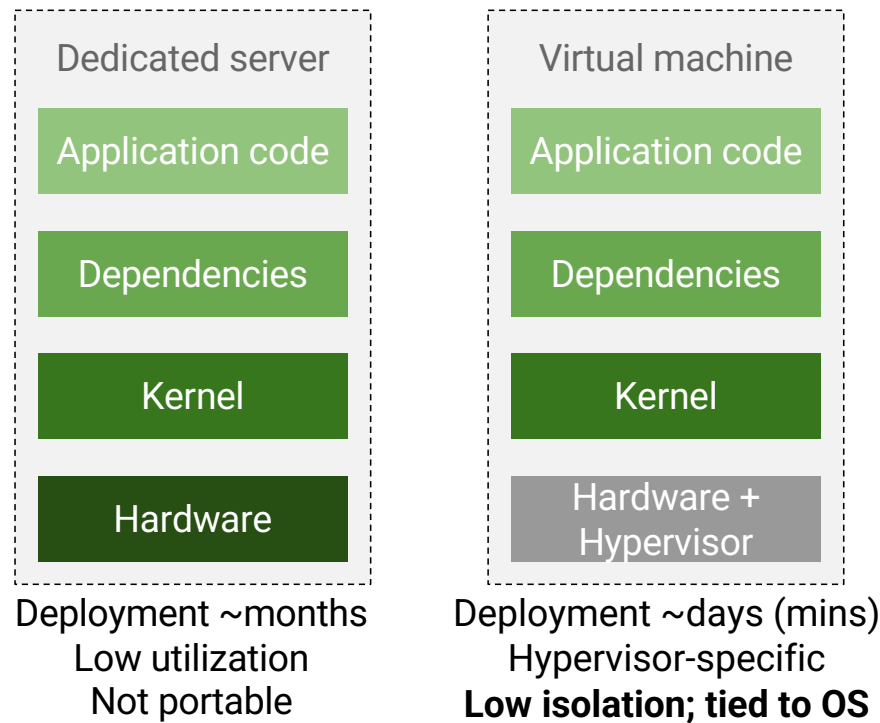 Dedicated server
Application code
Dependencies
Kernel
Hardware
Deployment ~months
Low utilization
Not portable
Virtual machine
Application code
Dependencies
Kernel
Hardware +
Hypervisor
Deployment ~days (mins)
Hypervisor-specific
Low isolation; tied to OS